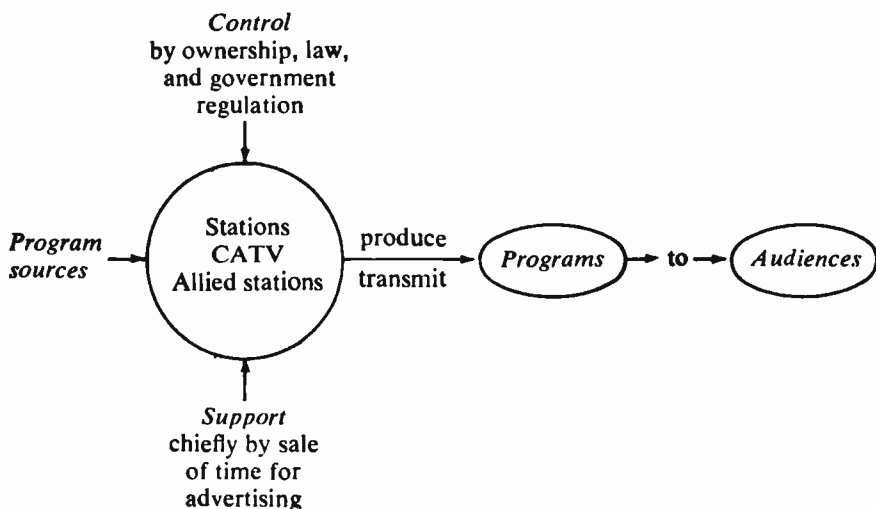 Control
by ownership, law,
and government
regulation
Program
sources
Stations
CATV
Allied stations
produce
transmit
Programs
to
Audiences
Support
chiefly by sale
of time for
advertising